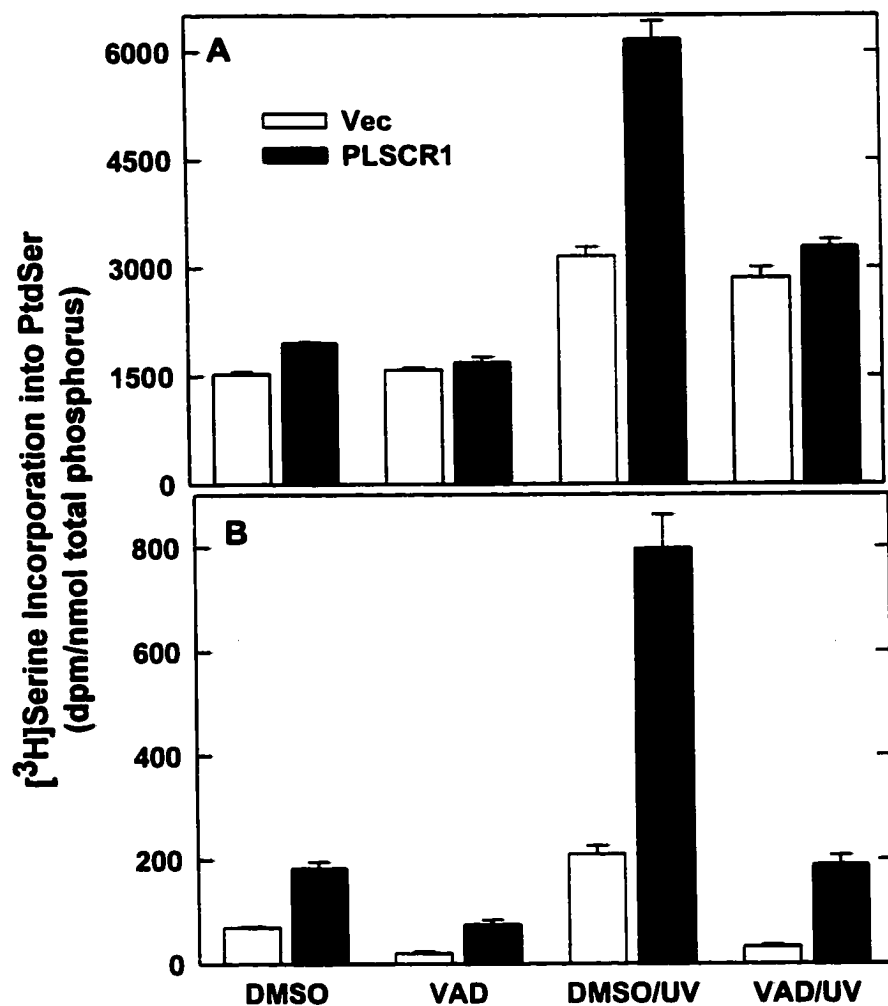 A
Vec
PLSCR1
6000
4500
3000
1500
0
[³H]Serine Incorporation into PtdSer
(dpm/nmol total phosphorus)
B
800
600
400
200
0
DMSO VAD DMSO/UV VAD/UV